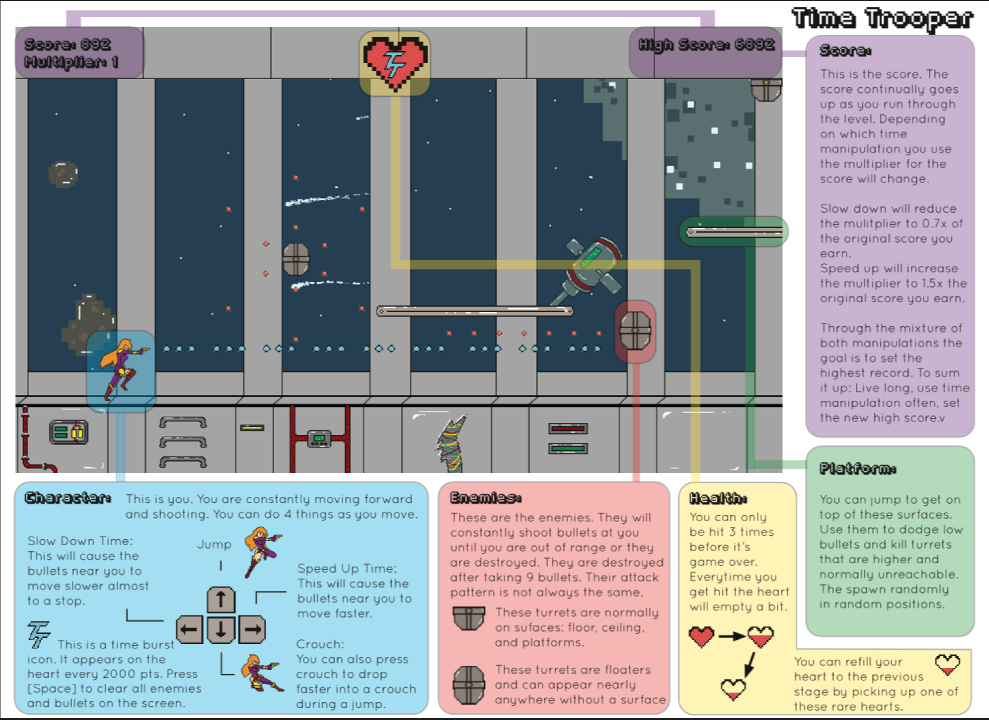 Time Trooper
Score: 892
Multiplier: 1
High Score: 6892
Score:
This is the score. The
score continually goes
up as you run through
the level. Depending
on which time
manipulation you use
the multiplier for the
score will change.
Slow down will reduce
the mulitplier to 0.7x of
the original score you
earn.
Speed up will increase
the multiplier to 1.5x the
original score you earn.
Through the mixture of
both manipulations the
goal is to set the
highest record. To sum
it up: Live long, use time
manipulation often, set
the new high score.v
Platform:
You can jump to get on
top of these surfaces.
Use them to dodge low
bullets and kill turrets
that are higher and
normally unreachable.
The spawn randomly
in random positions.
Character:
This is you. You are constantly moving forward
and shooting. You can do 4 things as you move.
Slow Down Time:
This will cause the
bullets near you to
move slower almost
to a stop.
Jump
Speed Up Time:
This will cause the
bullets near you to
move faster.
This is a time burst
icon. It appears on the
heart every 2000 pts. Press
[Space] to clear all enemies
and bullets on the screen.
Crouch:
You can also press
crouch to drop
faster into a crouch
during a jump.
Enemies:
These are the enemies. They will
constantly shoot bullets at you
until you are out of range or they
are destroyed. They are destroyed
after taking 9 bullets. Their attack
pattern is not always the same.
These turrets are normally
on sufaces: floor, ceiling,
and platforms.
These turrets are floaters
and can appear nearly
anywhere without a surface
Health:
You can only
be hit 3 times
before it's
game over.
Everytime you
get hit the heart
will empty a bit.
You can refill your
heart to the previous
stage by picking up one of
these rare hearts.